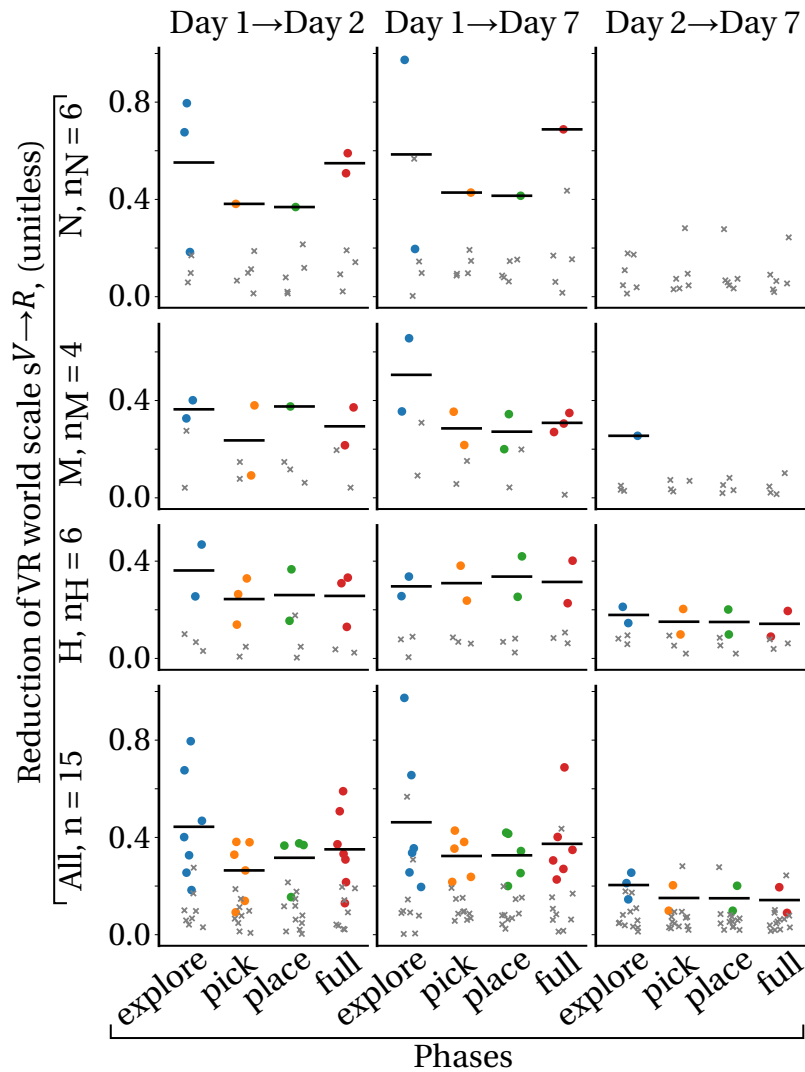 Day 1→Day 2
Day 1→Day 7
Day 2→Day 7
Reduction of VR world scale sV→R, (unitless)
N, nN = 6
0.8
0.4
0.0
M, nM = 4
0.4
0.0
H, nH = 6
0.4
0.0
All, n = 15
0.8
0.4
0.0
explore
pick
place
full
explore
pick
place
full
explore
pick
place
full
Phases